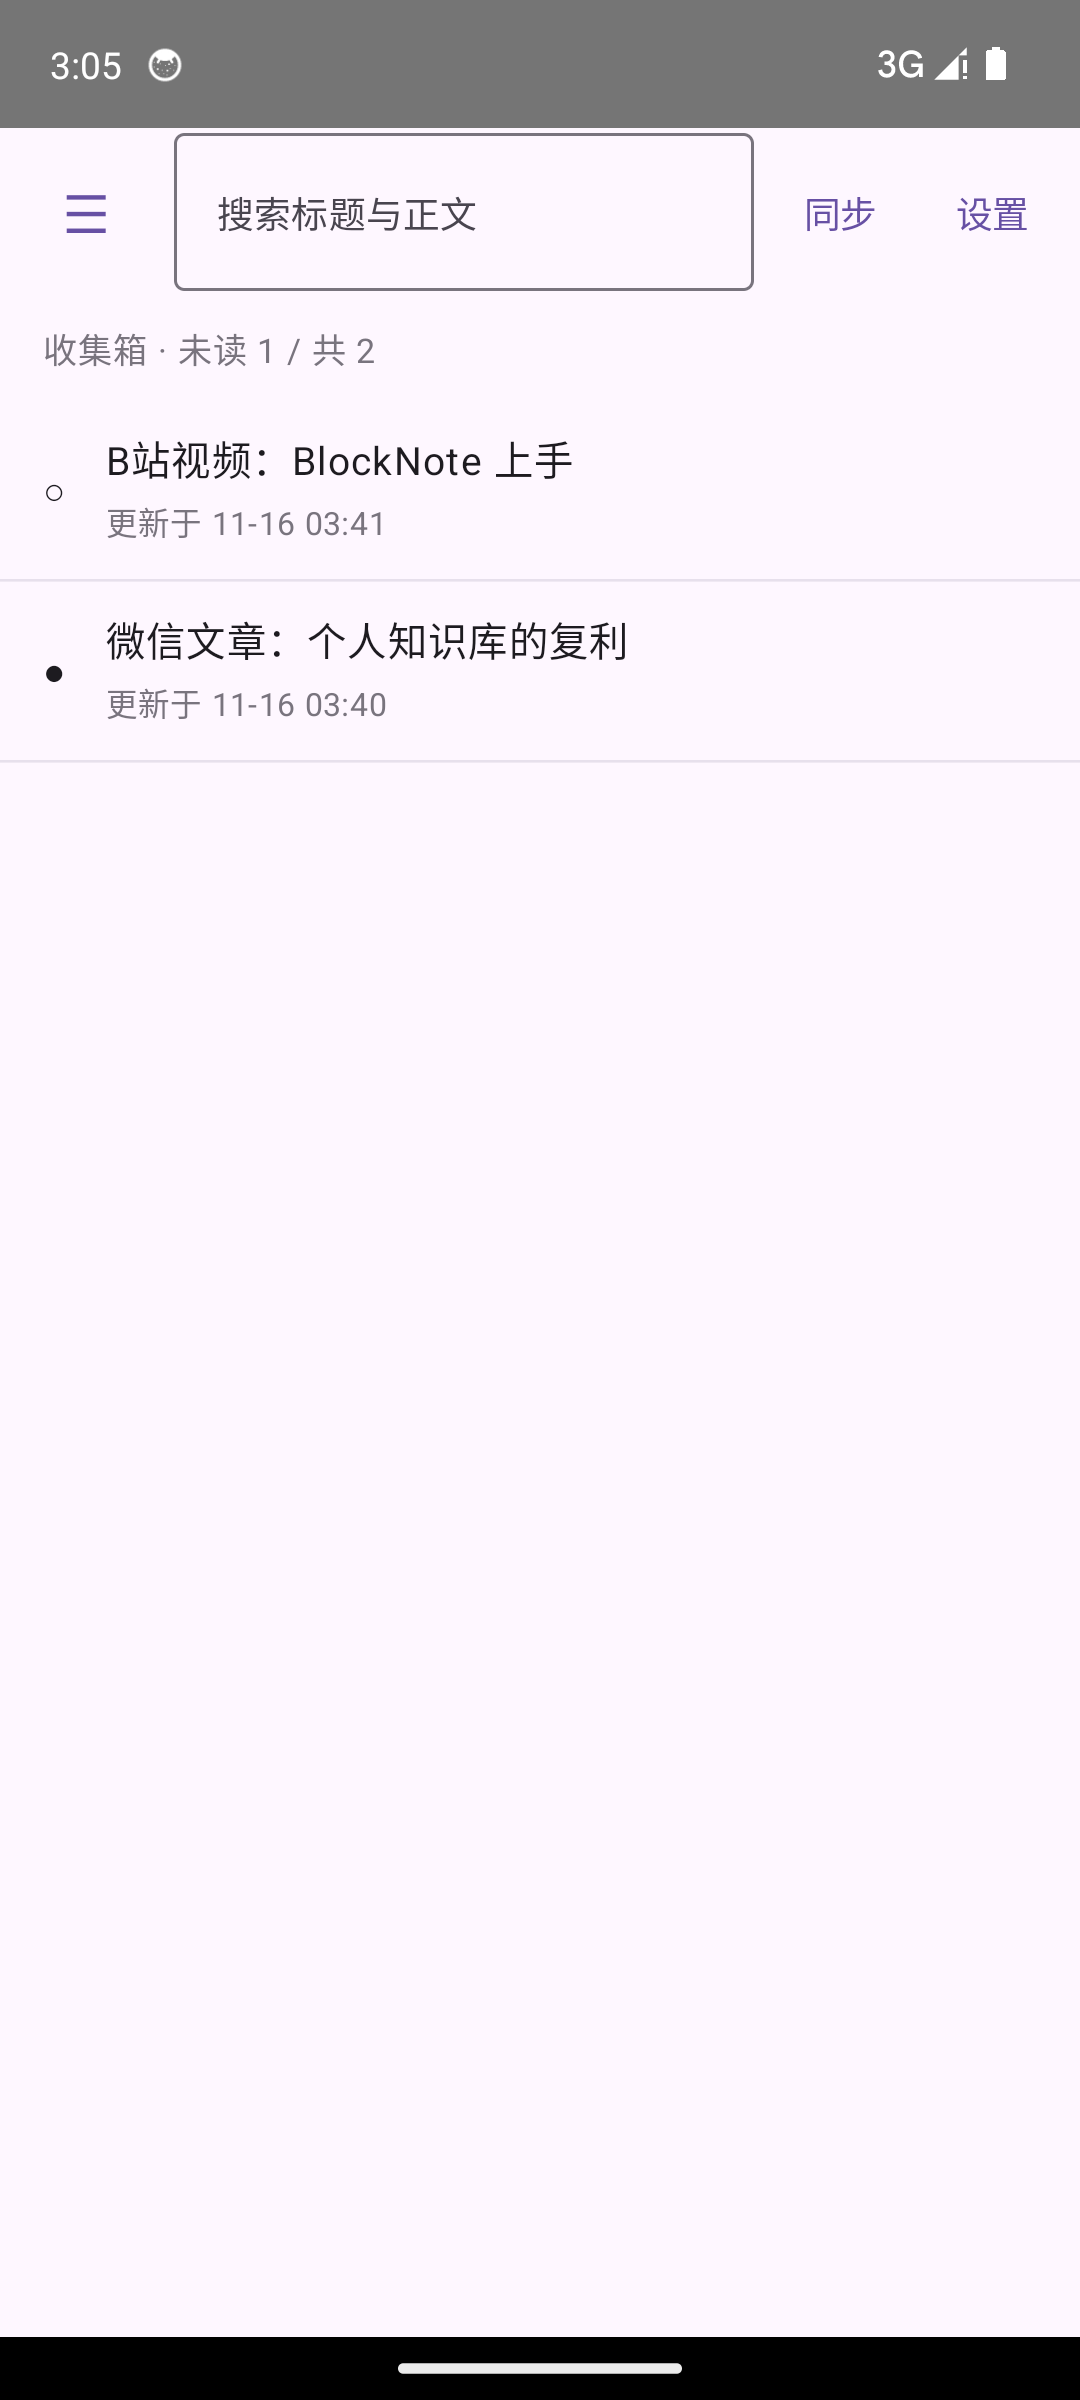 3:05 3G
☰ 搜索标题与正文 同步 设置
收集箱 · 未读 1 / 共 2
B站视频：BlockNote 上手
更新于 11-16 03:41
微信文章：个人知识库的复利
更新于 11-16 03:40